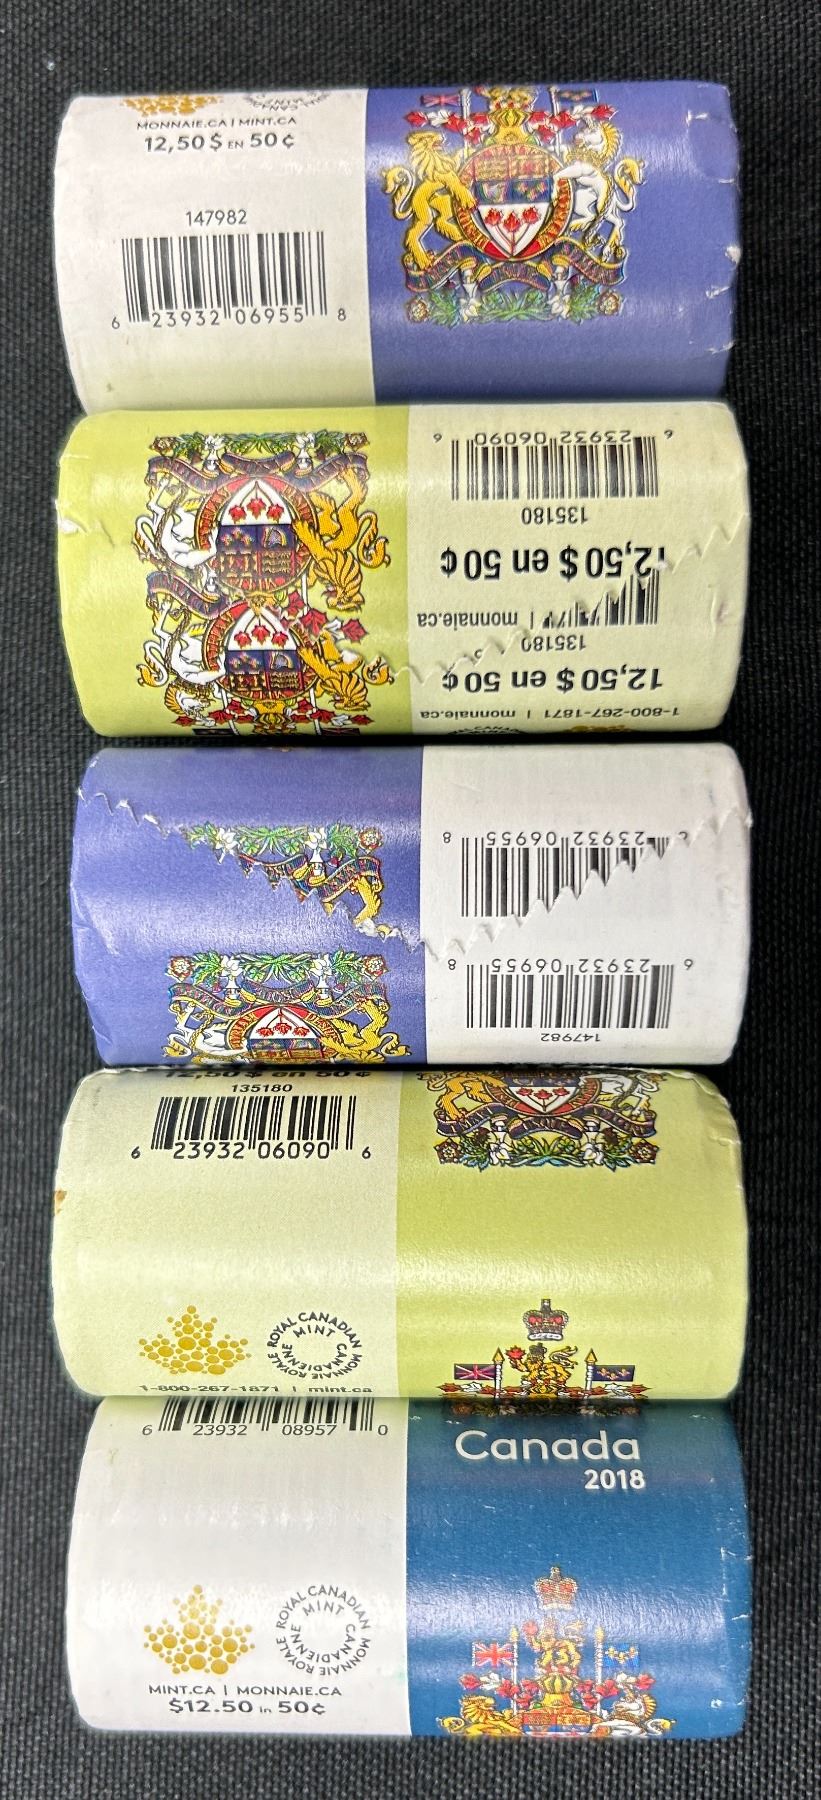 MONNAIE.CA | MINT.CA
12,50 $ EN 50 ¢
147982
6 23932 06955 8
6 23932 06090 6
135180
12,50 $ en 50 ¢
monnaie.ca
135180
12,50 $ en 50 ¢
1-800-267-1871 | monnaie.ca
23932 06955 8
6 23932 06955 8
147982
12,50 $ en 50 ¢
135180
6 23932 06090 6
ROYAL CANADIAN MINT
MONNAIE ROYALE CANADIENNE
1-800-267-1871 | mint.ca
6 23932 08957 0
Canada
2018
ROYAL CANADIAN MINT
MONNAIE ROYALE CANADIENNE
MINT.CA | MONNAIE.CA
$12.50 in 50¢